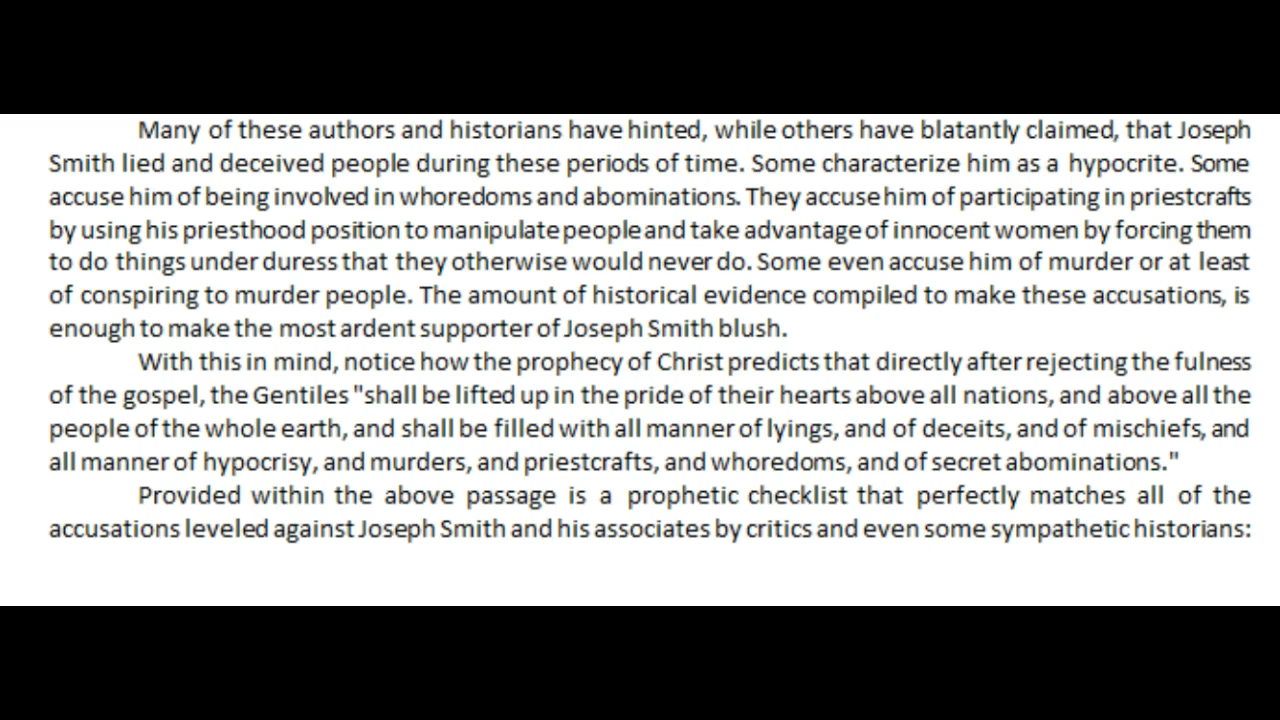 Many of these authors and historians have hinted, while others have blatantly claimed, that Joseph
Smith lied and deceived people during these periods of time. Some characterize him as a hypocrite. Some
accuse him of being involved in whoredoms and abominations. They accuse him of participating in priestcrafts
by using his priesthood position to manipulate people and take advantage of innocent women by forcing them
to do things under duress that they otherwise would never do. Some even accuse him of murder or at least
of conspiring to murder people. The amount of historical evidence compiled to make these accusations, is
enough to make the most ardent supporter of Joseph Smith blush.
With this in mind, notice how the prophecy of Christ predicts that directly after rejecting the fulness
of the gospel, the Gentiles "shall be lifted up in the pride of their hearts above all nations, and above all the
people of the whole earth, and shall be filled with all manner of lyings, and of deceits, and of mischiefs, and
all manner of hypocrisy, and murders, and priestcrafts, and whoredoms, and of secret abominations."
Provided within the above passage is a prophetic checklist that perfectly matches all of the
accusations leveled against Joseph Smith and his associates by critics and even some sympathetic historians: